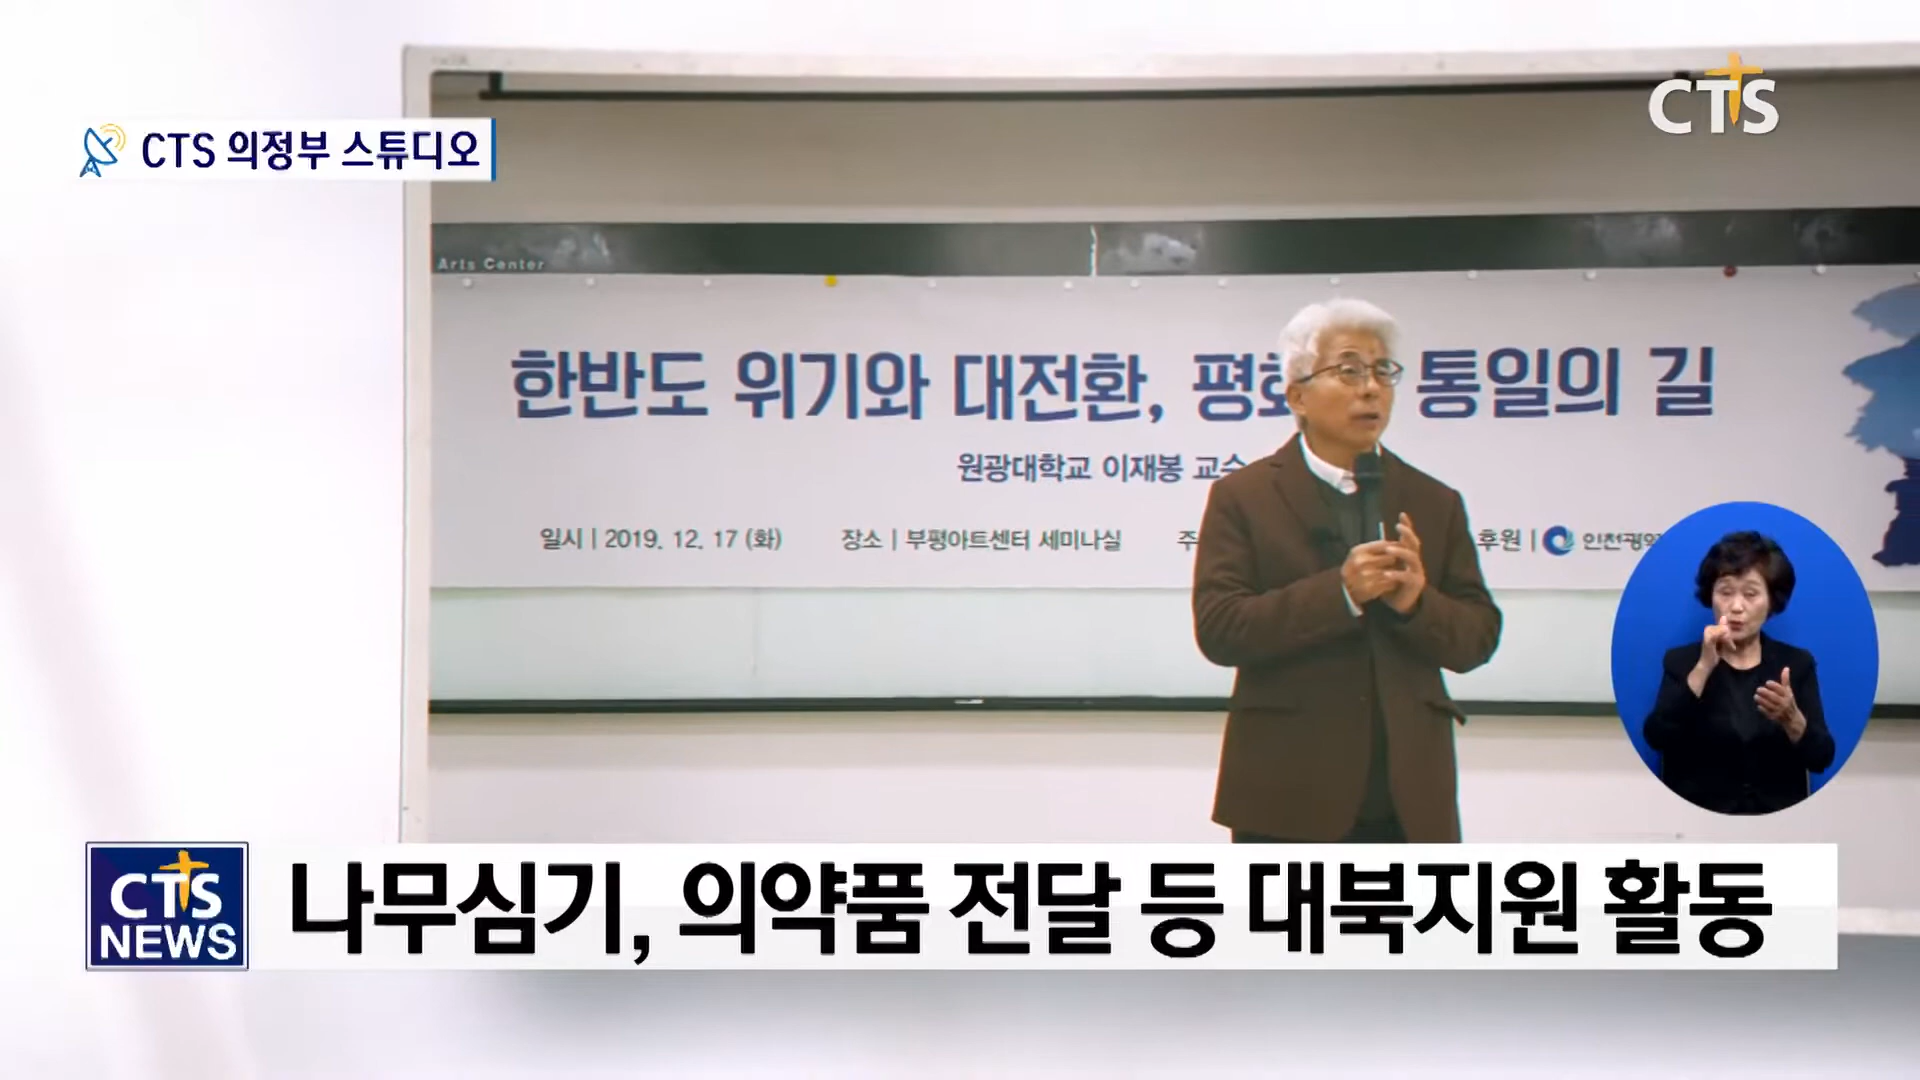 CTS
CTS 의정부 스튜디오
Arts Center
한반도 위기와 대전환, 통일의 길
원광대학교 이재봉 교수
일시 | 2019. 12. 17 (화) 장소 | 부평아트센터 세미나실 후원 |
CTS
NEWS
나무심기, 의약품 전달 등 대북지원 활동